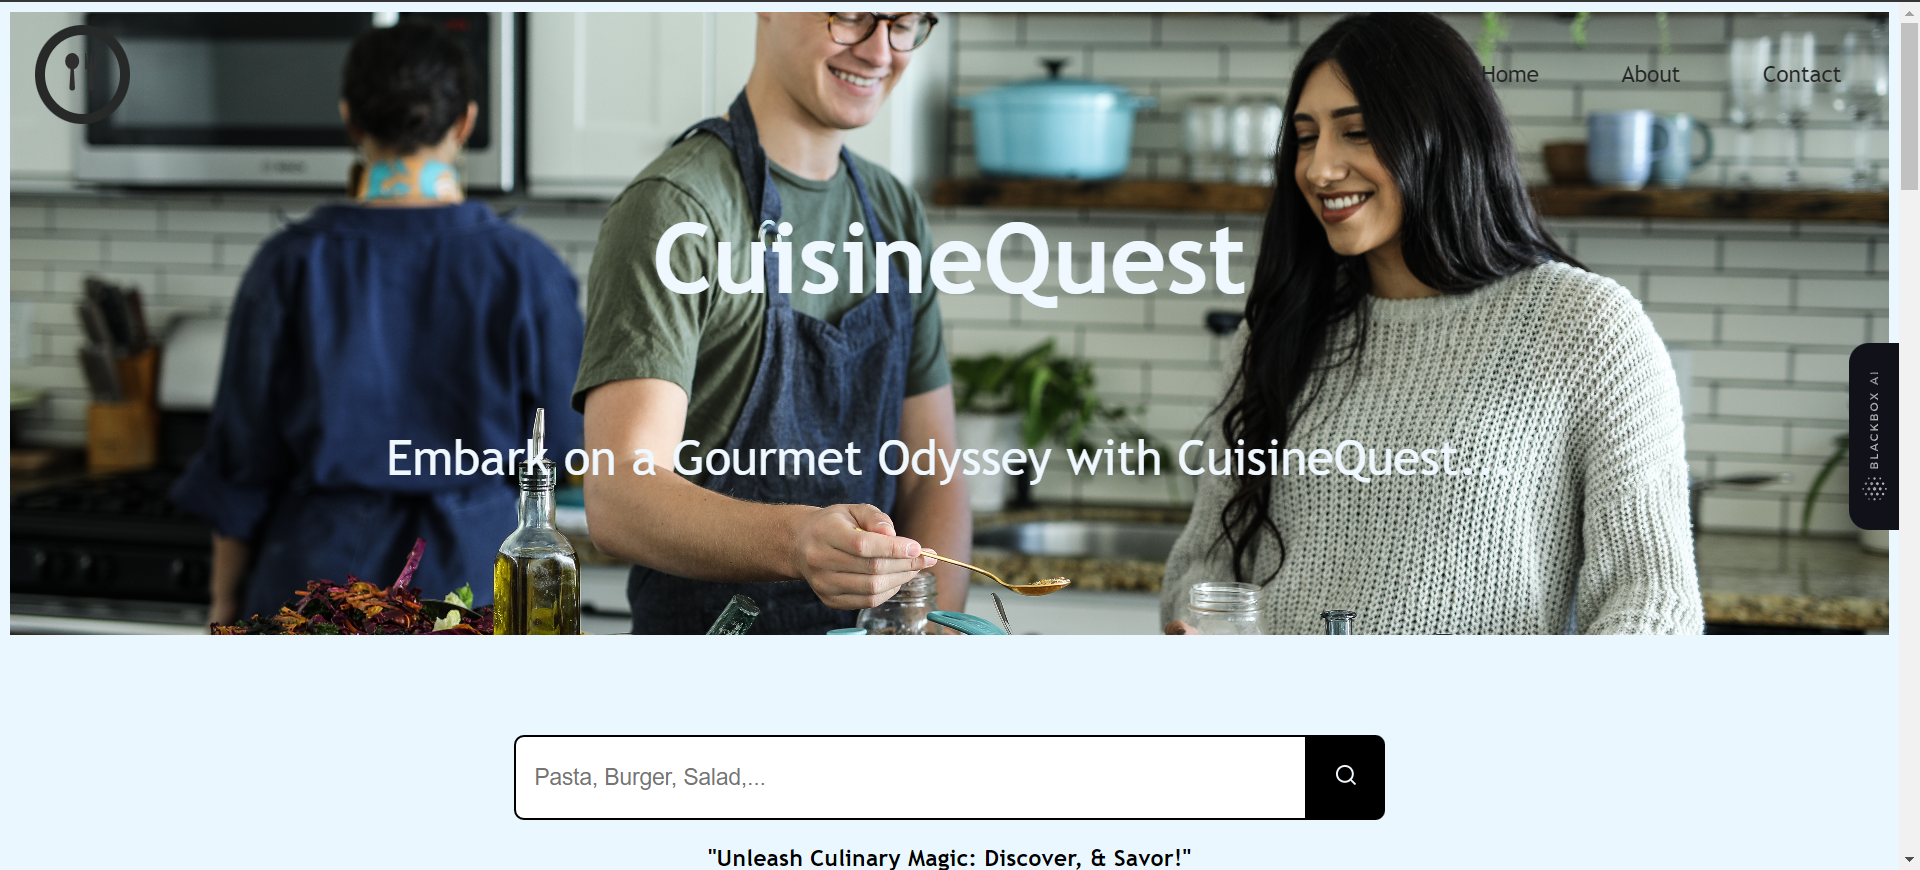 Home About Contact
CuisineQuest
Embark on a Gourmet Odyssey with CuisineQuest...
BLACKBOX AI
Pasta, Burger, Salad,...
"Unleash Culinary Magic: Discover, & Savor!"